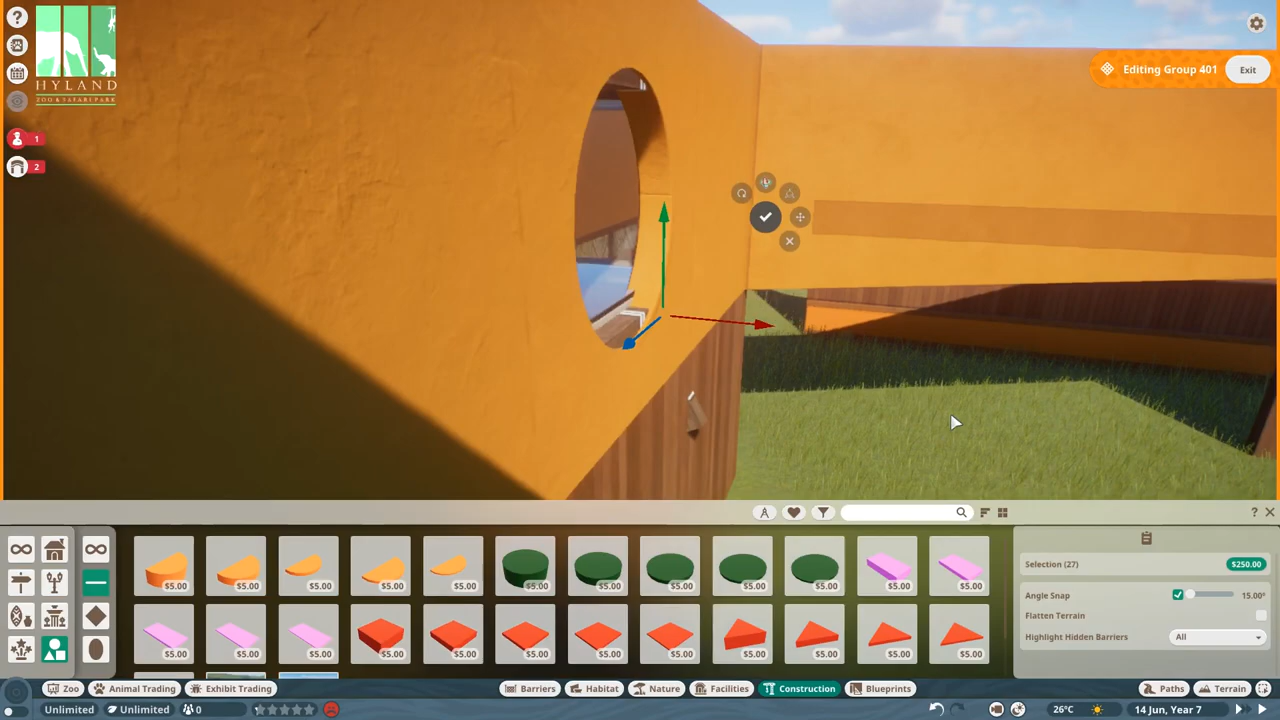 HYLAND
ZOO & SAFARI PARK
Editing Group 401
Exit
1
2
Selection (27)
$250.00
Angle Snap
15.00°
Flatten Terrain
Highlight Hidden Barriers
All
$5.00 $5.00 $5.00 $5.00 $5.00 $5.00 $5.00 $5.00 $5.00 $5.00 $5.00 $5.00
$5.00 $5.00 $5.00 $5.00 $5.00 $5.00 $5.00 $5.00 $5.00 $5.00 $5.00 $5.00
Zoo Animal Trading Exhibit Trading Barriers Habitat Nature Facilities Construction Blueprints Paths Terrain
Unlimited Unlimited 0 26°C 14 Jun, Year 7